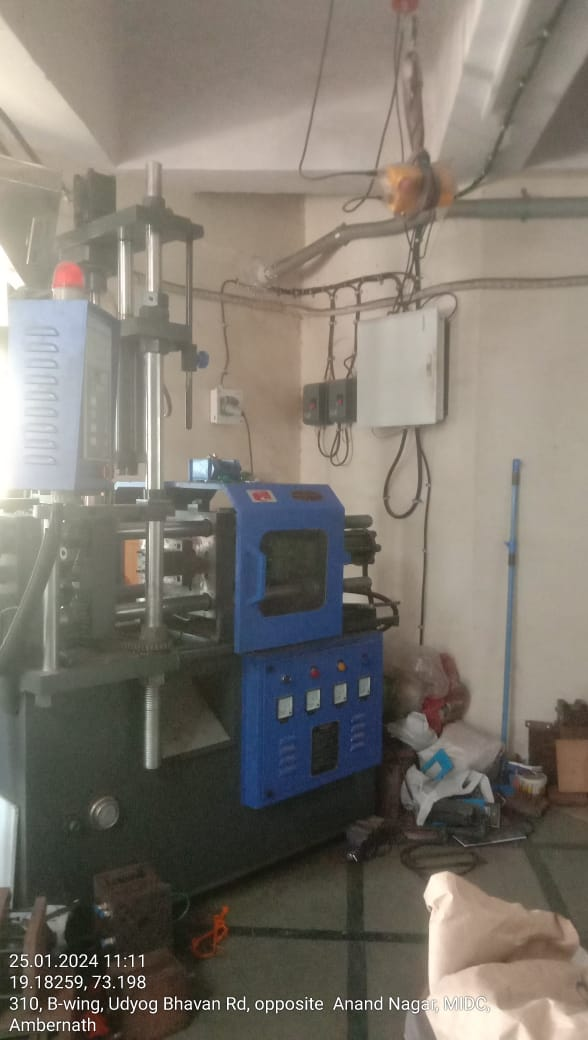 25.01.2024 11:11
19.18259, 73.198
310, B-wing, Udyog Bhavan Rd, opposite  Anand Nagar, MIDC,
Ambernath